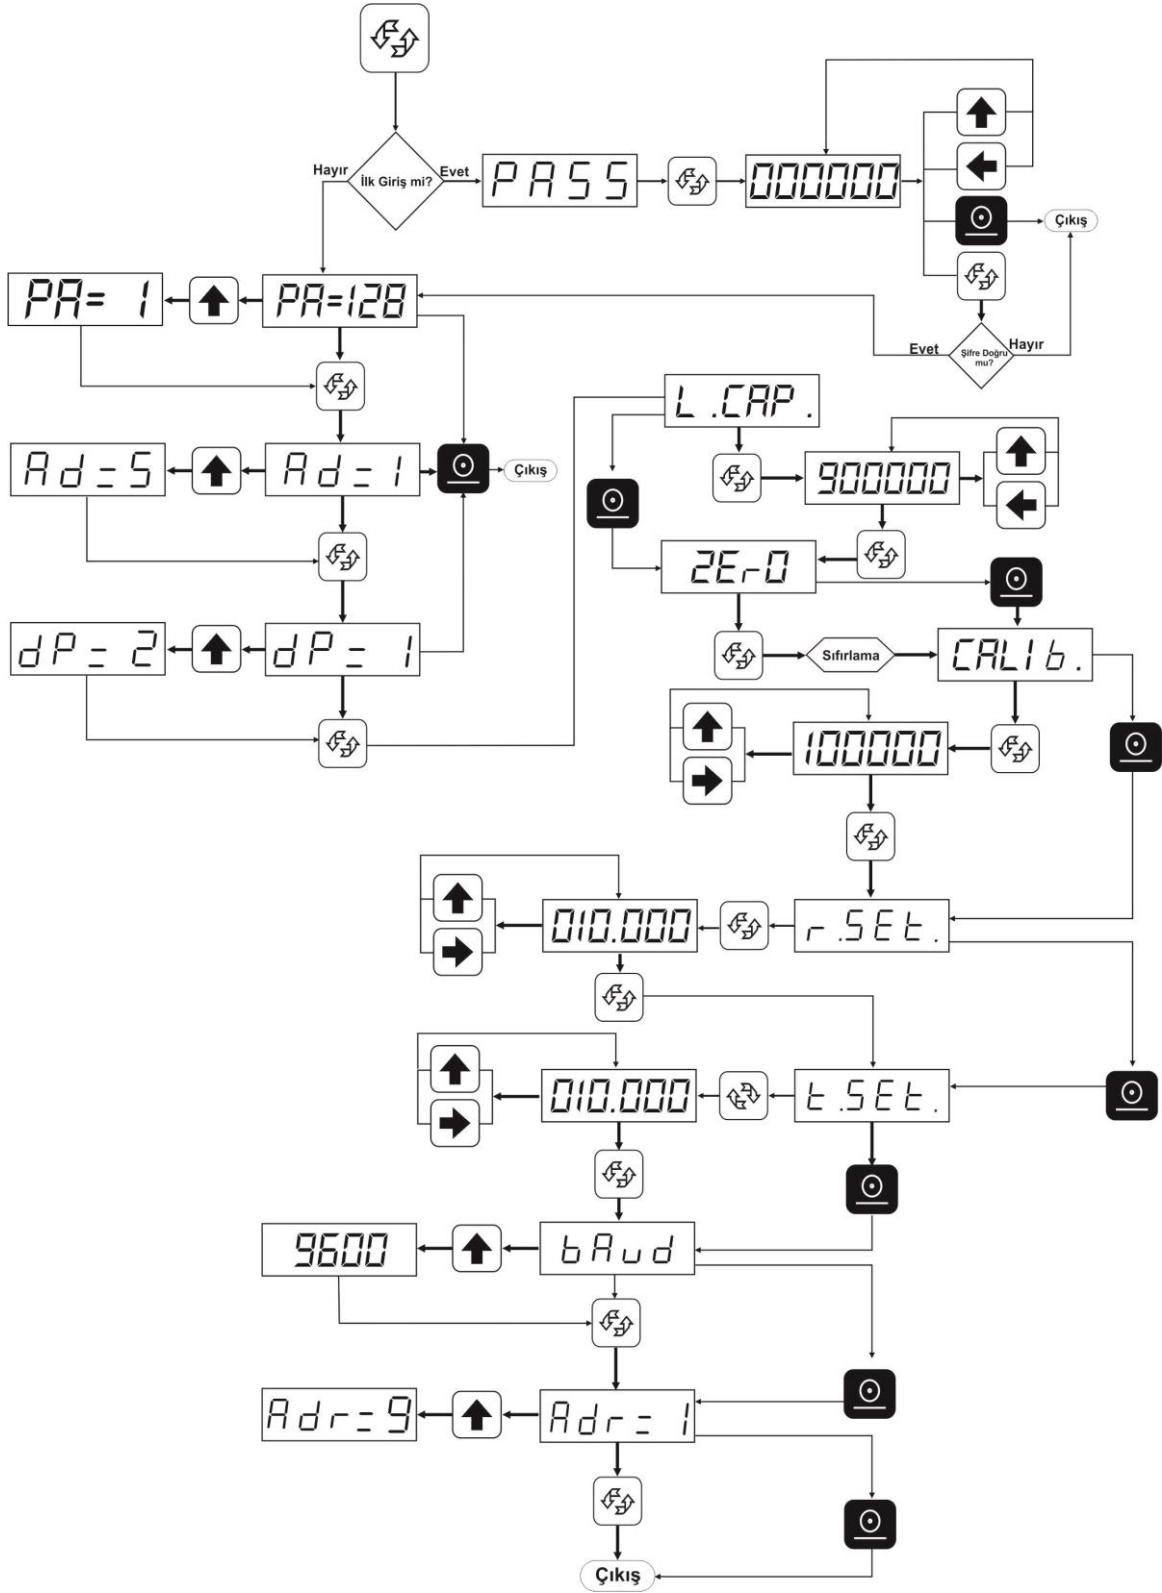 Hayır
İlk Giriş mi?
Evet
PASS
000000
Çıkış
PA= 1
PA=128
Evet
Şifre Doğru
mu?
Hayır
L.CAP.
Ad=5
Ad=1
Çıkış
900000
ZErO
dP= 2
dP= 1
Sıfırlama
CALIb.
100000
010.000
r.SEt.
010.000
t.SEt.
9600
bAud
Adr=9
Adr= 1
Çıkış